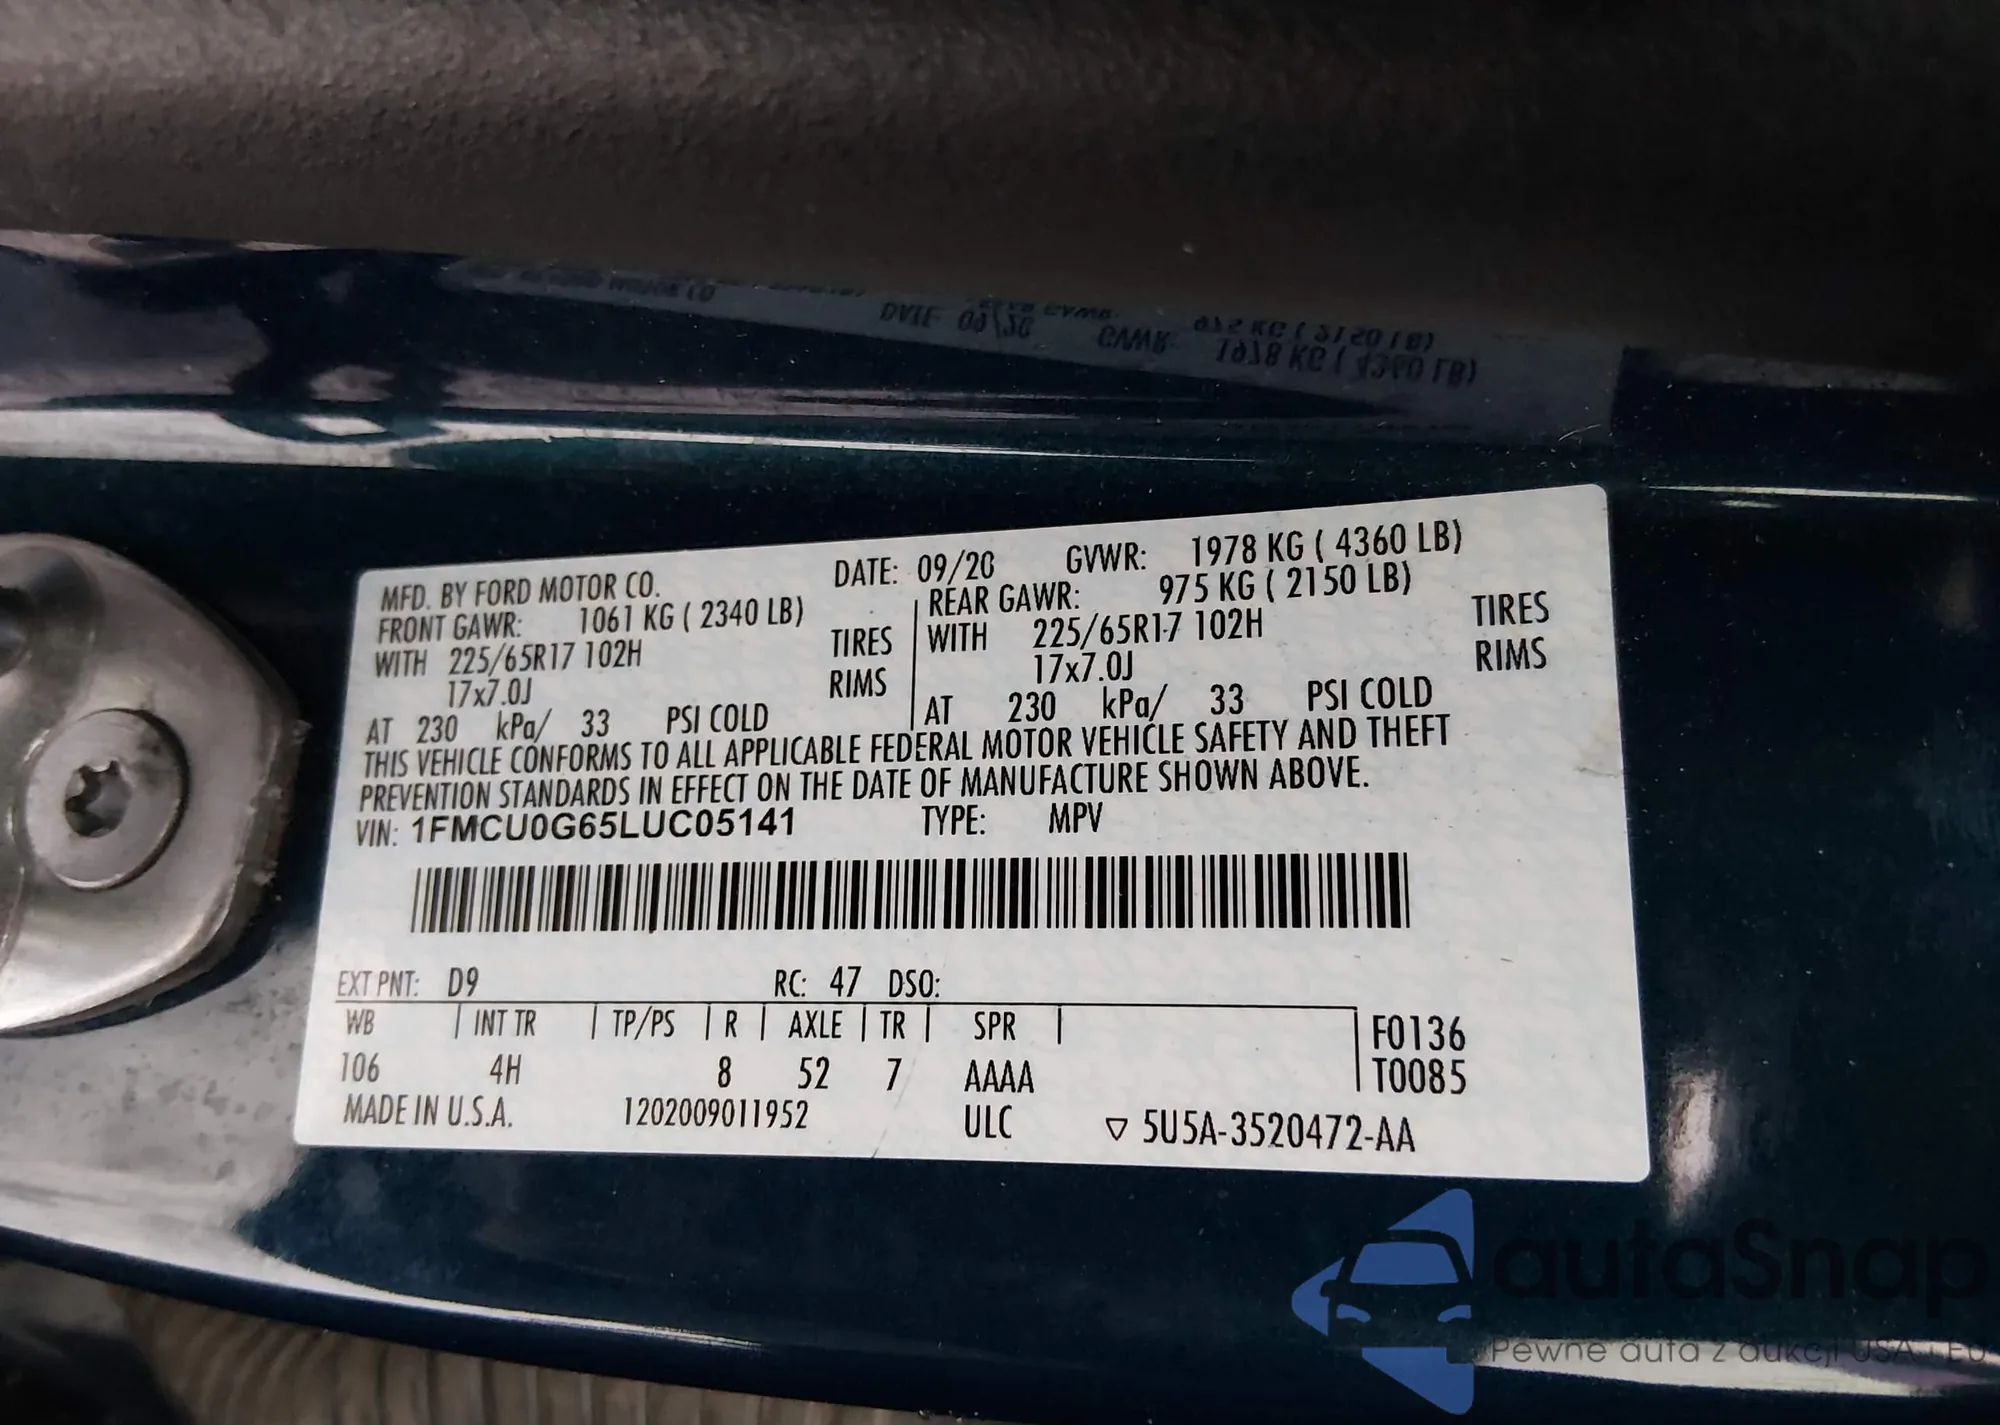 MFD. BY FORD MOTOR CO. DATE: 09/20 GVWR: 1978 KG ( 4360 LB)
FRONT GAWR: 1061 KG ( 2340 LB) REAR GAWR: 975 KG ( 2150 LB)
WITH 225/65R17 102H TIRES WITH 225/65R17 102H TIRES
17x7.0J RIMS 17x7.0J RIMS
AT 230 kPa/ 33 PSI COLD AT 230 kPa/ 33 PSI COLD
THIS VEHICLE CONFORMS TO ALL APPLICABLE FEDERAL MOTOR VEHICLE SAFETY AND THEFT
PREVENTION STANDARDS IN EFFECT ON THE DATE OF MANUFACTURE SHOWN ABOVE.
VIN: 1FMCU0G65LUC05141 TYPE: MPV
EXT PNT: D9 RC: 47 DSO:
WB | INT TR | TP/PS | R | AXLE | TR | SPR | F0136
106 4H 8 52 7 AAAA T0085
MADE IN U.S.A. 1202009011952 ULC ▽ 5U5A-3520472-AA
autaSnap
Pewne auta z aukcji USA i EU